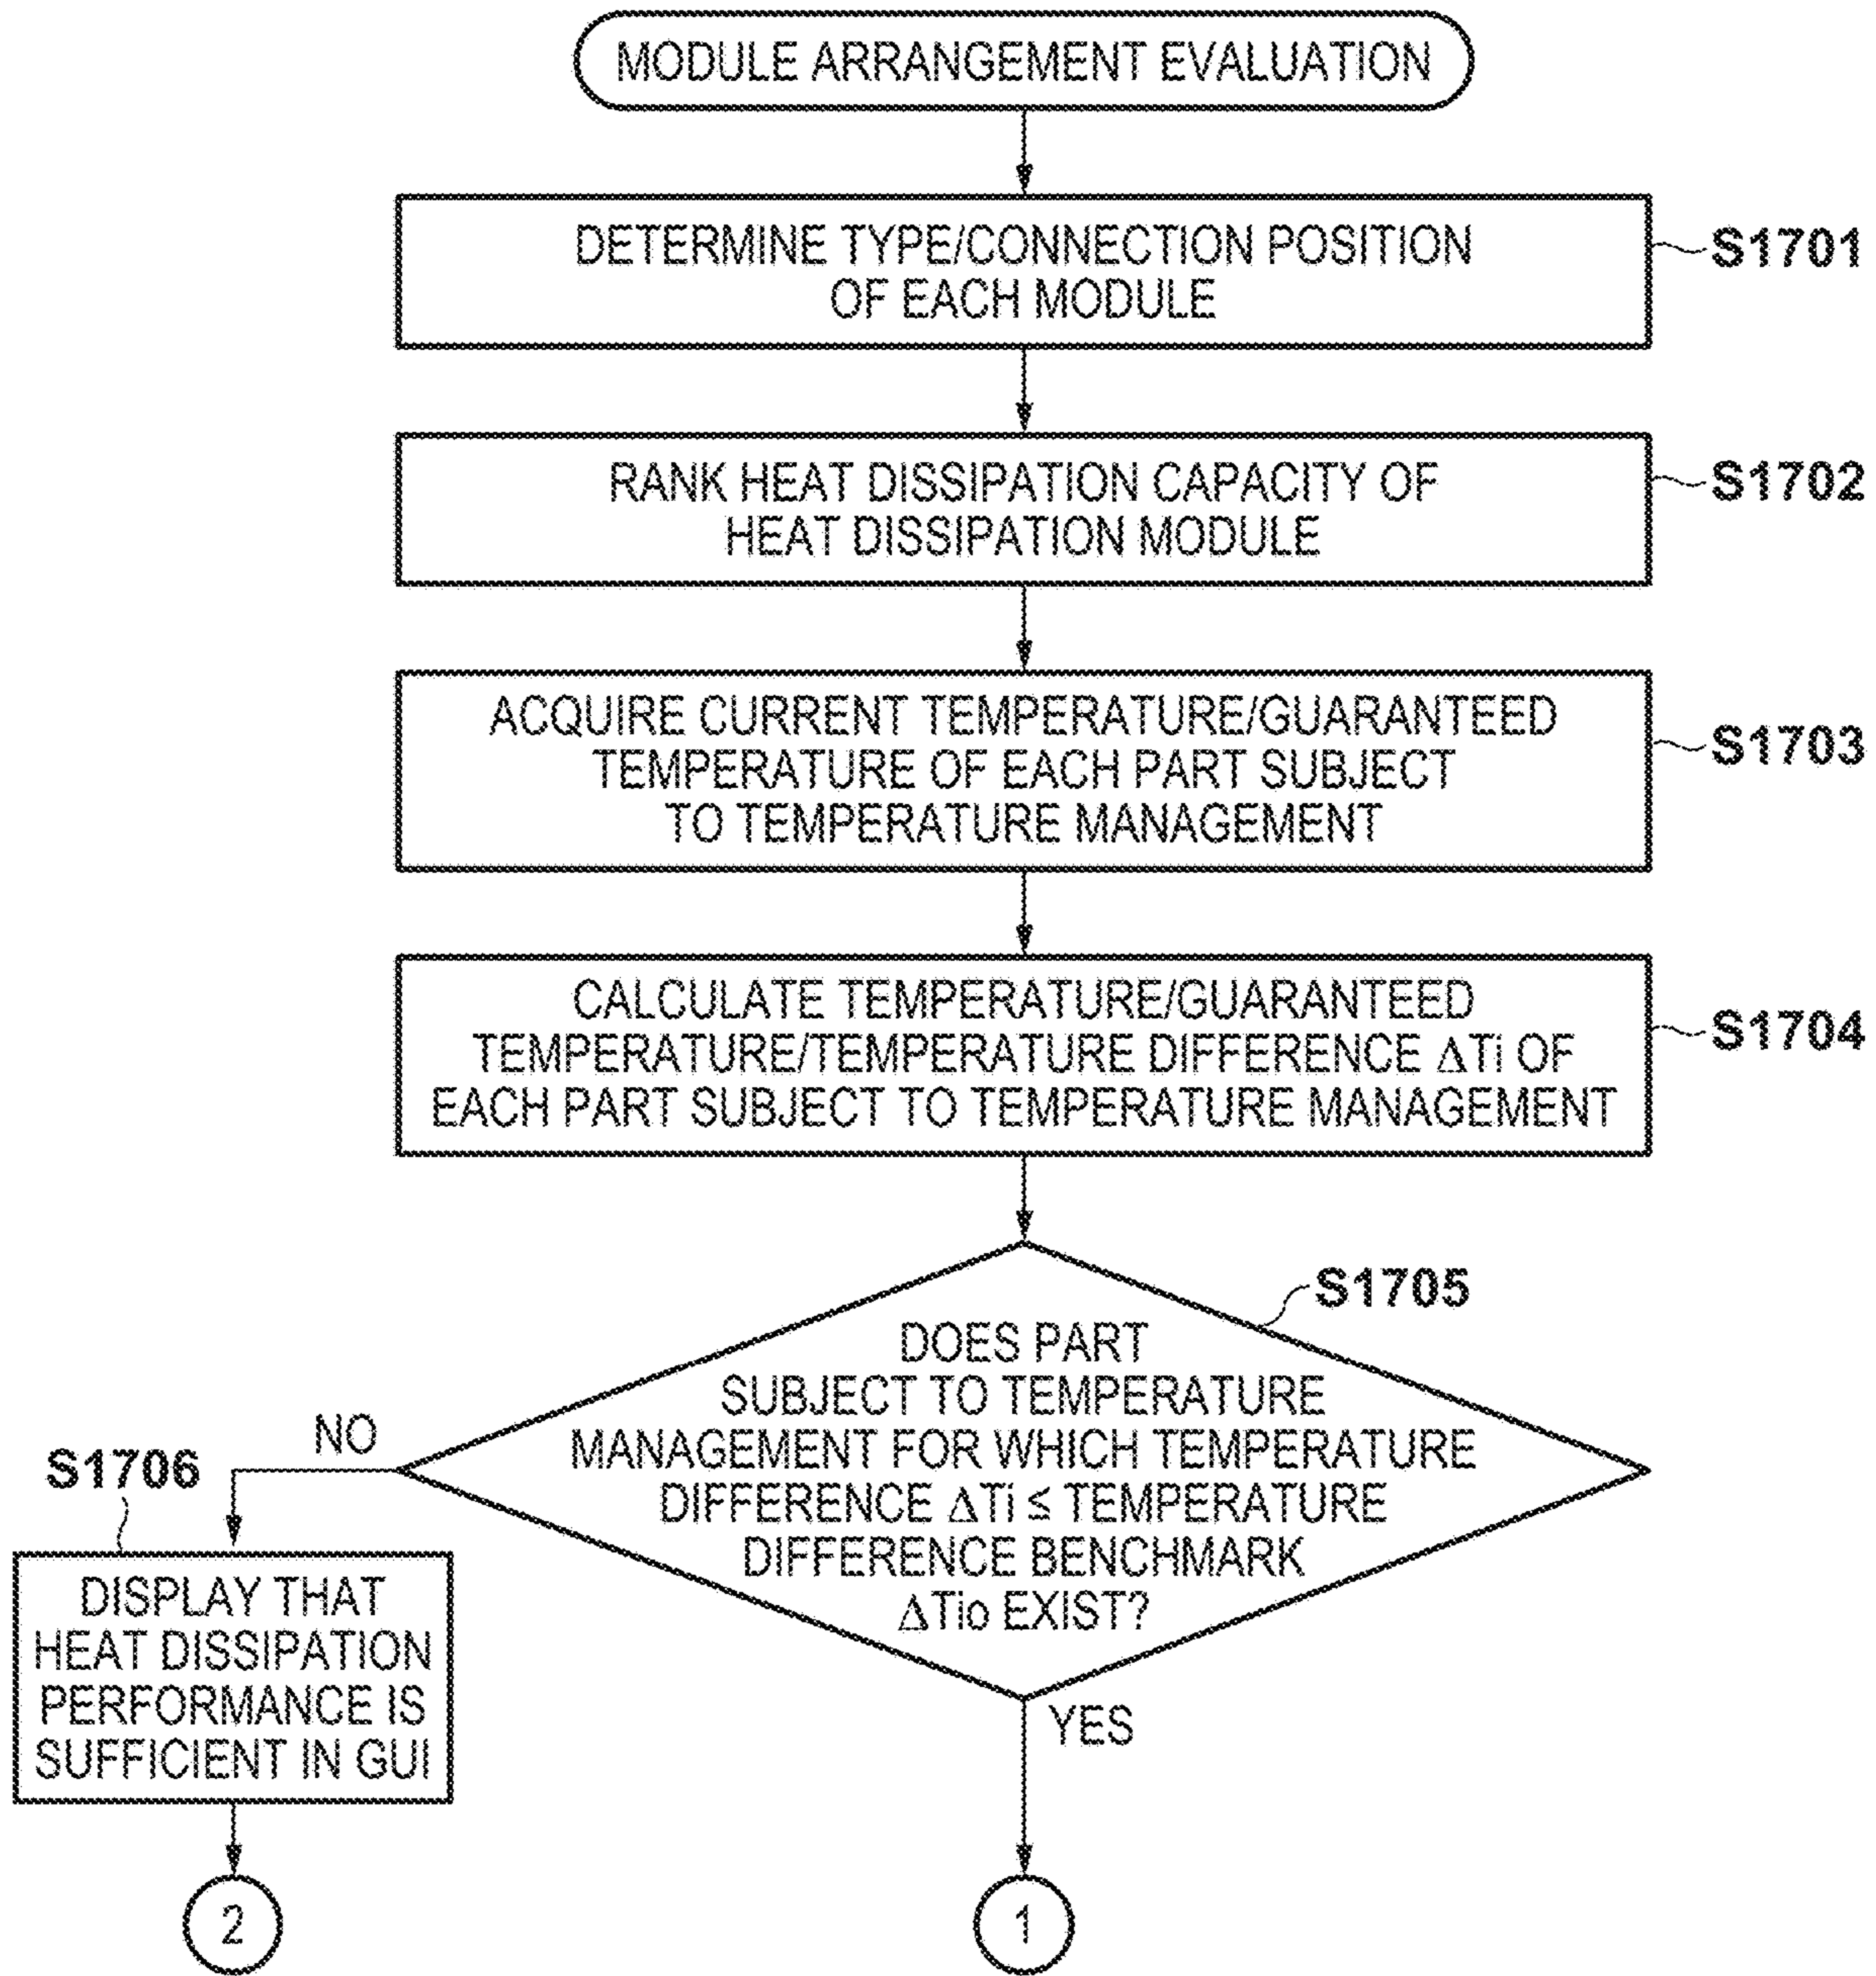 MODULE ARRANGEMENT EVALUATION
DETERMINE TYPE/CONNECTION POSITION
OF EACH MODULE
S1701
RANK HEAT DISSIPATION CAPACITY OF
HEAT DISSIPATION MODULE
S1702
ACQUIRE CURRENT TEMPERATURE/GUARANTEED
TEMPERATURE OF EACH PART SUBJECT
TO TEMPERATURE MANAGEMENT
S1703
CALCULATE TEMPERATURE/GUARANTEED
TEMPERATURE/TEMPERATURE DIFFERENCE ΔTi OF
EACH PART SUBJECT TO TEMPERATURE MANAGEMENT
S1704
S1705
DOES PART
SUBJECT TO TEMPERATURE
MANAGEMENT FOR WHICH TEMPERATURE
DIFFERENCE ΔTi ≤ TEMPERATURE
DIFFERENCE BENCHMARK
ΔTio EXIST?
NO
YES
S1706
DISPLAY THAT
HEAT DISSIPATION
PERFORMANCE IS
SUFFICIENT IN GUI
2
1